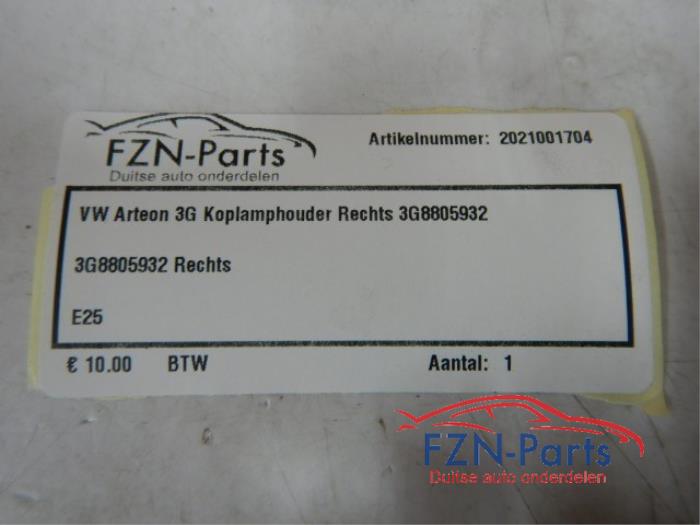 FZN-Parts
Duitse auto onderdelen
Artikelnummer: 2021001704
VW Arteon 3G Koplamphouder Rechts 3G8805932
3G8805932 Rechts
E25
€ 10.00 BTW Aantal: 1
FZN-Parts
Duitse auto onderdelen